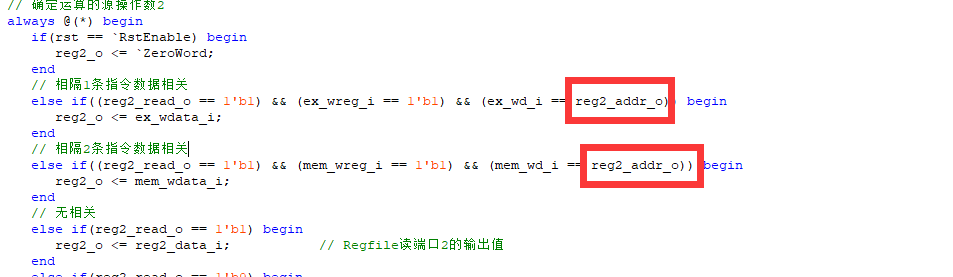 // 确定运算的源操作数2
always @(*) begin
if(rst == `RstEnable) begin
reg2_o <= `ZeroWord;
end
// 相隔1条指令数据相关
else if((reg2_read_o == 1'b1) && (ex_wreg_i == 1'b1) && (ex_wd_i == reg2_addr_o)) begin
reg2_o <= ex_wdata_i;
end
// 相隔2条指令数据相关
else if((reg2_read_o == 1'b1) && (mem_wreg_i == 1'b1) && (mem_wd_i == reg2_addr_o)) begin
reg2_o <= mem_wdata_i;
end
// 无相关
else if(reg2_read_o == 1'b1) begin
reg2_o <= reg2_data_i; // Regfile读端口2的输出值
end
else if(reg2_read_o == 1'b0) begin